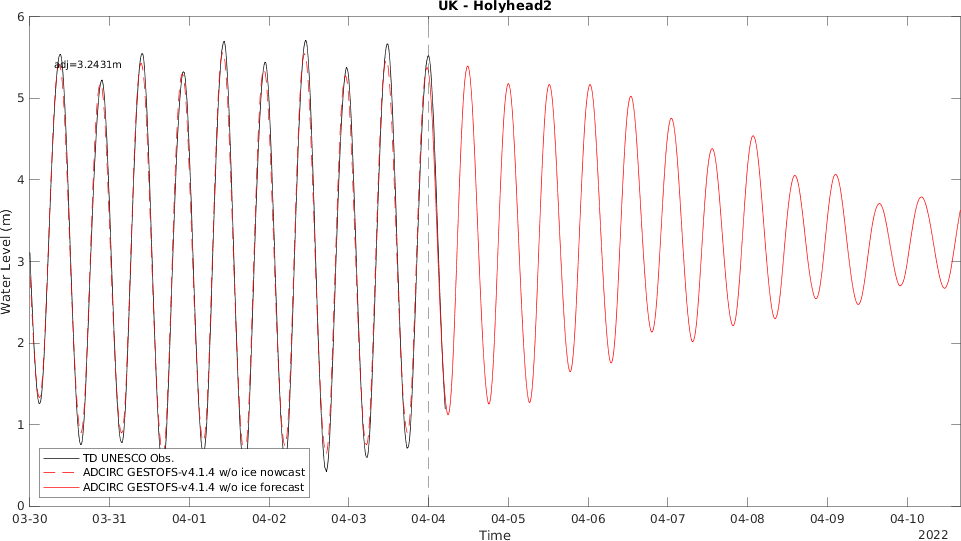 UK - Holyhead2
6
adj=3.2431m
5
4
3
2
1
0
Water Level (m)
TD UNESCO Obs.
ADCIRC GESTOFS-v4.1.4 w/o ice nowcast
ADCIRC GESTOFS-v4.1.4 w/o ice forecast
03-30 03-31 04-01 04-02 04-03 04-04 04-05 04-06 04-07 04-08 04-09 04-10
Time
2022